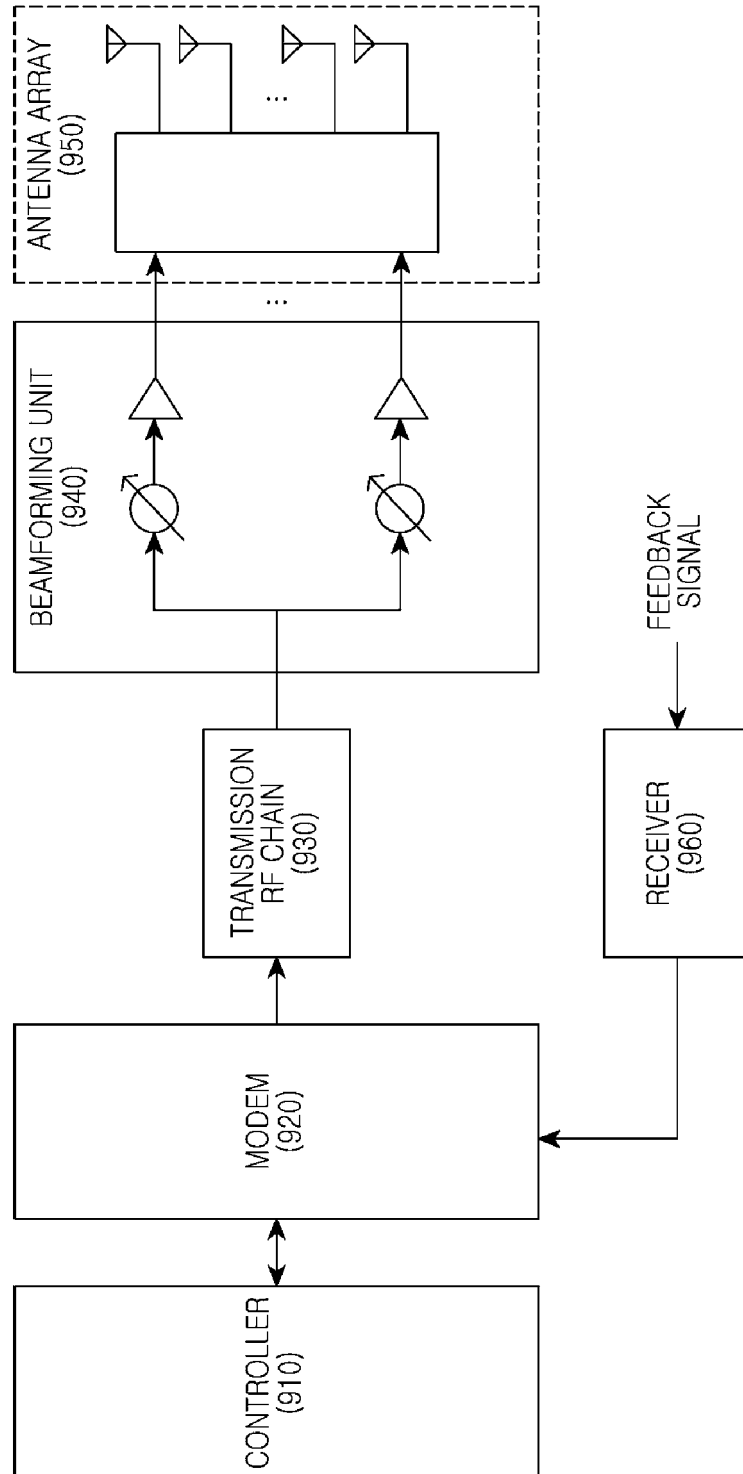 CONTROLLER
(910)
MODEM
(920)
TRANSMISSION
RF CHAIN
(930)
BEAMFORMING UNIT
(940)
...
ANTENNA ARRAY
(950)
...
RECEIVER
(960)
FEEDBACK
SIGNAL